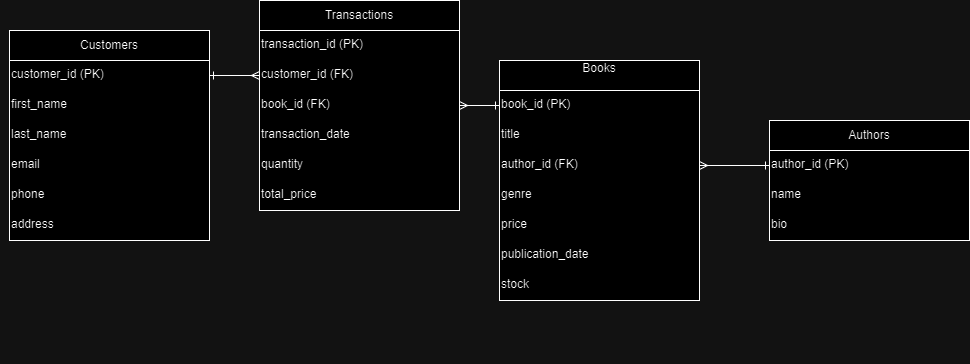 Customers
customer_id (PK)
first_name
last_name
email
phone
address
Transactions
transaction_id (PK)
customer_id (FK)
book_id (FK)
transaction_date
quantity
total_price
Books
book_id (PK)
title
author_id (FK)
genre
price
publication_date
stock
Authors
author_id (PK)
name
bio